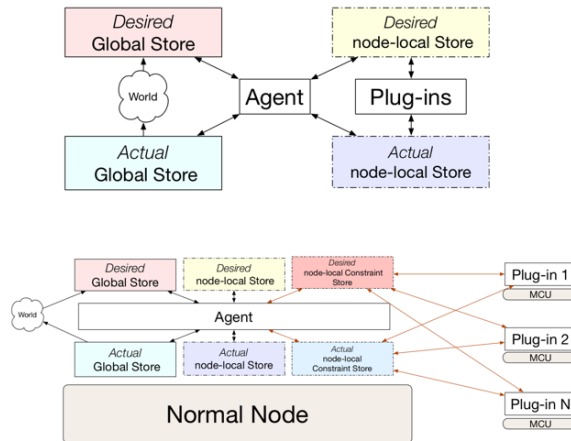 Desired
Global Store
Desired
node-local Store
World
Agent
Plug-ins
Actual
Global Store
Actual
node-local Store
Desired
Global Store
Desired
node-local Store
Desired
node-local Constraint
Store
Plug-in 1
MCU
World
Agent
Plug-in 2
MCU
Actual
Global Store
Actual
node-local Store
Actual
node-local
Constraint Store
Normal Node
Plug-in N
MCU